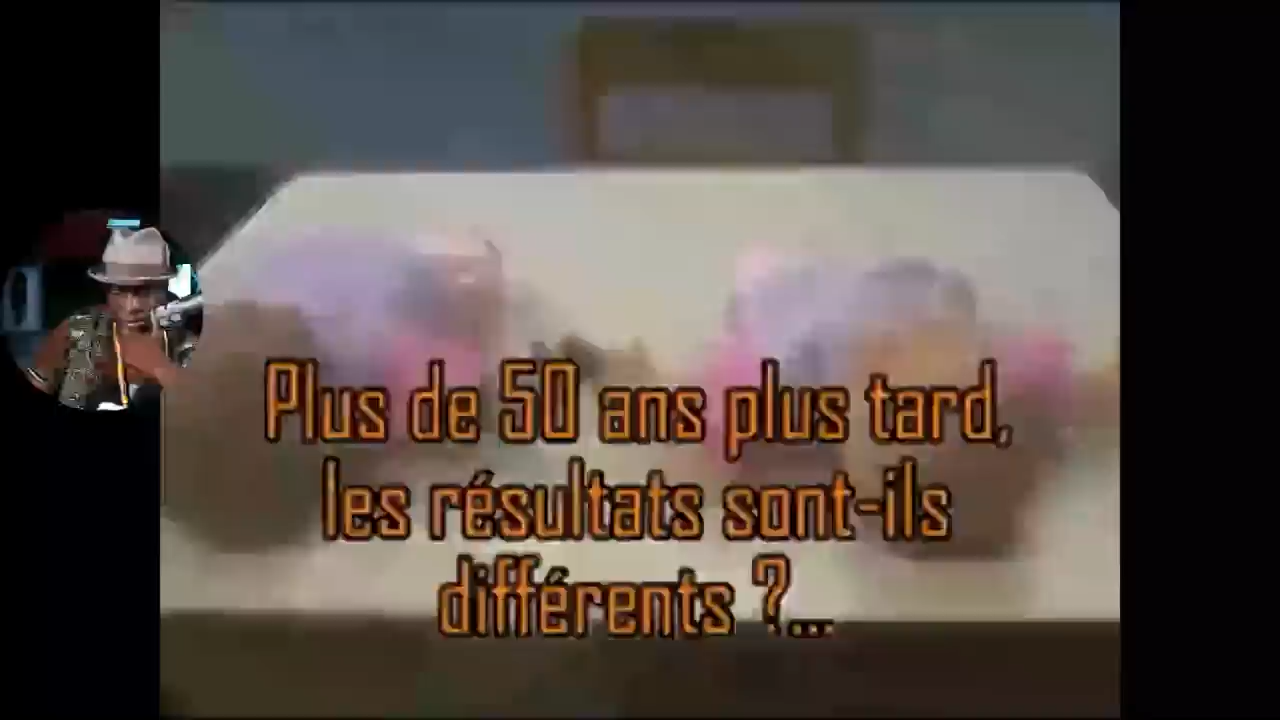 Plus de 50 ans plus tard,
les résultats sont-ils
différents ?...